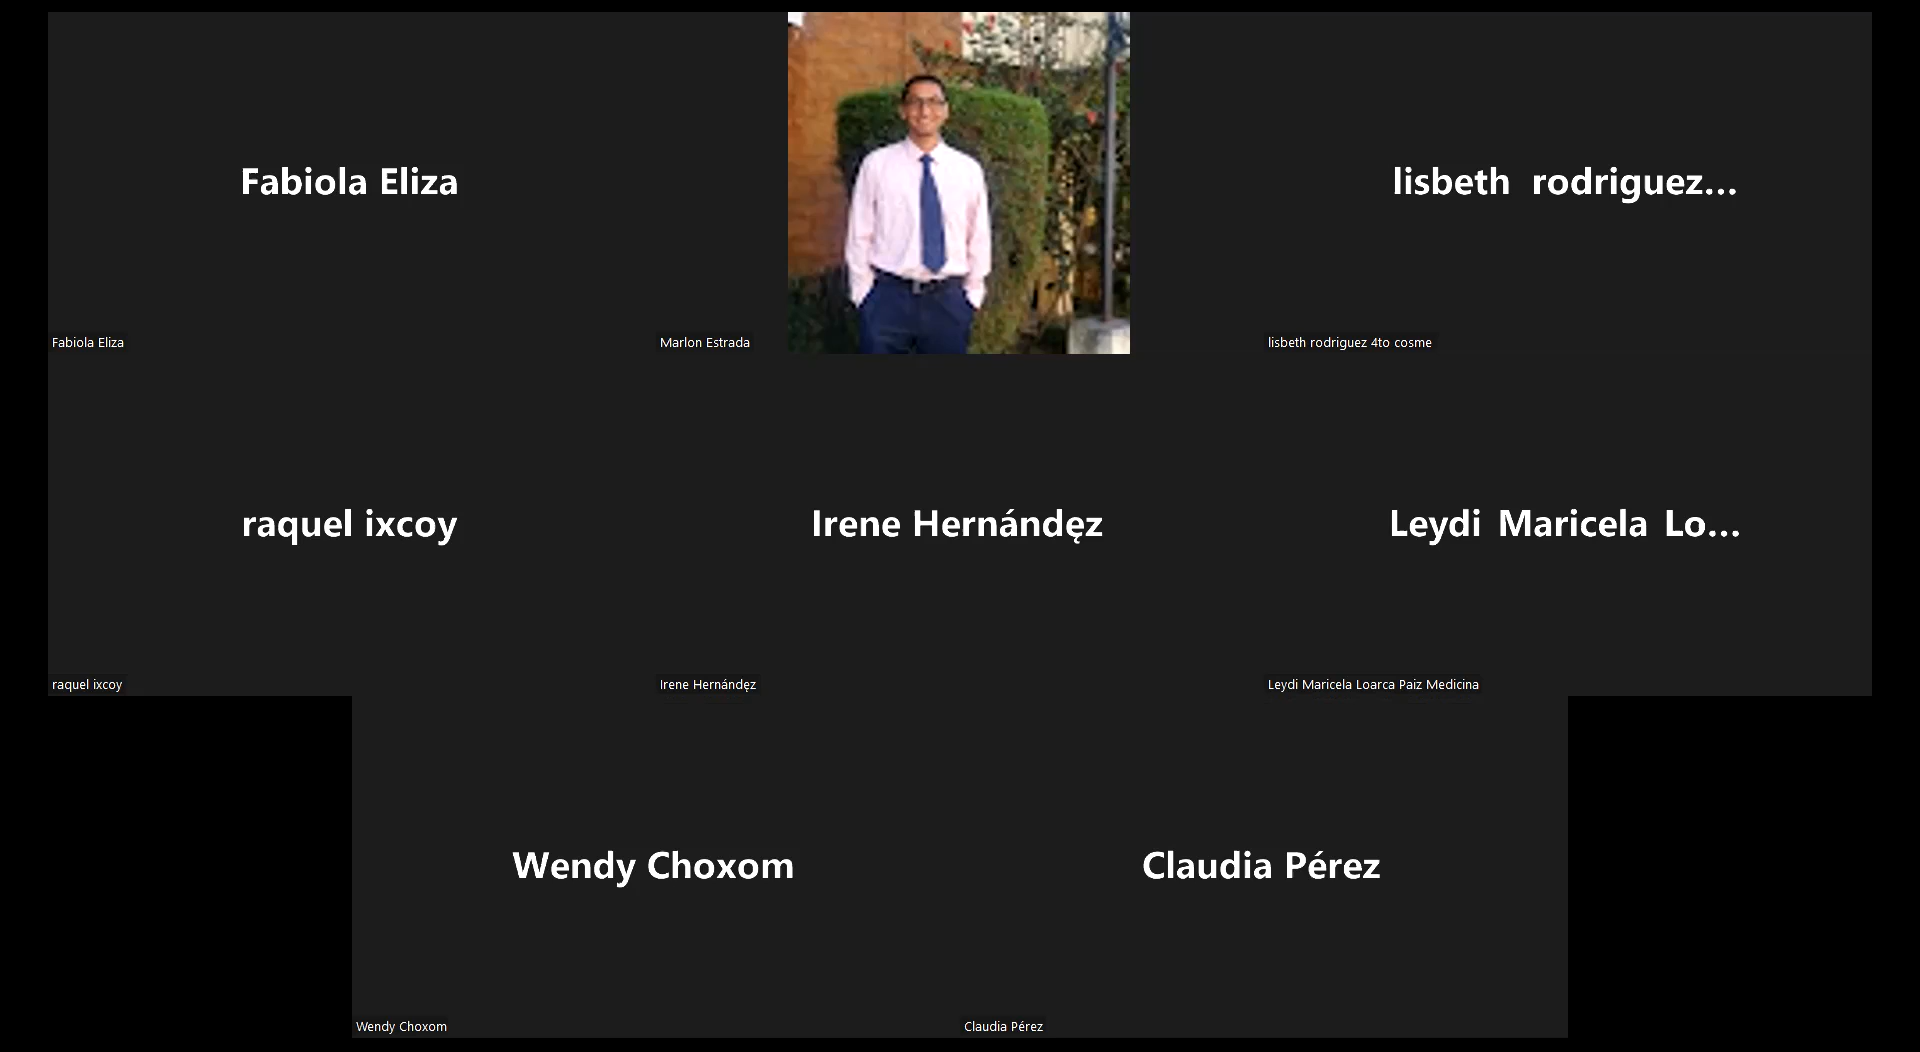 Fabiola Eliza
lisbeth rodriguez...
Fabiola Eliza
Marlon Estrada
lisbeth rodriguez 4to cosme
raquel ixcoy
Irene Hernándęz
Leydi Maricela Lo...
raquel ixcoy
Irene Hernándęz
Leydi Maricela Loarca Paiz Medicina
Wendy Choxom
Claudia Pérez
Wendy Choxom
Claudia Pérez